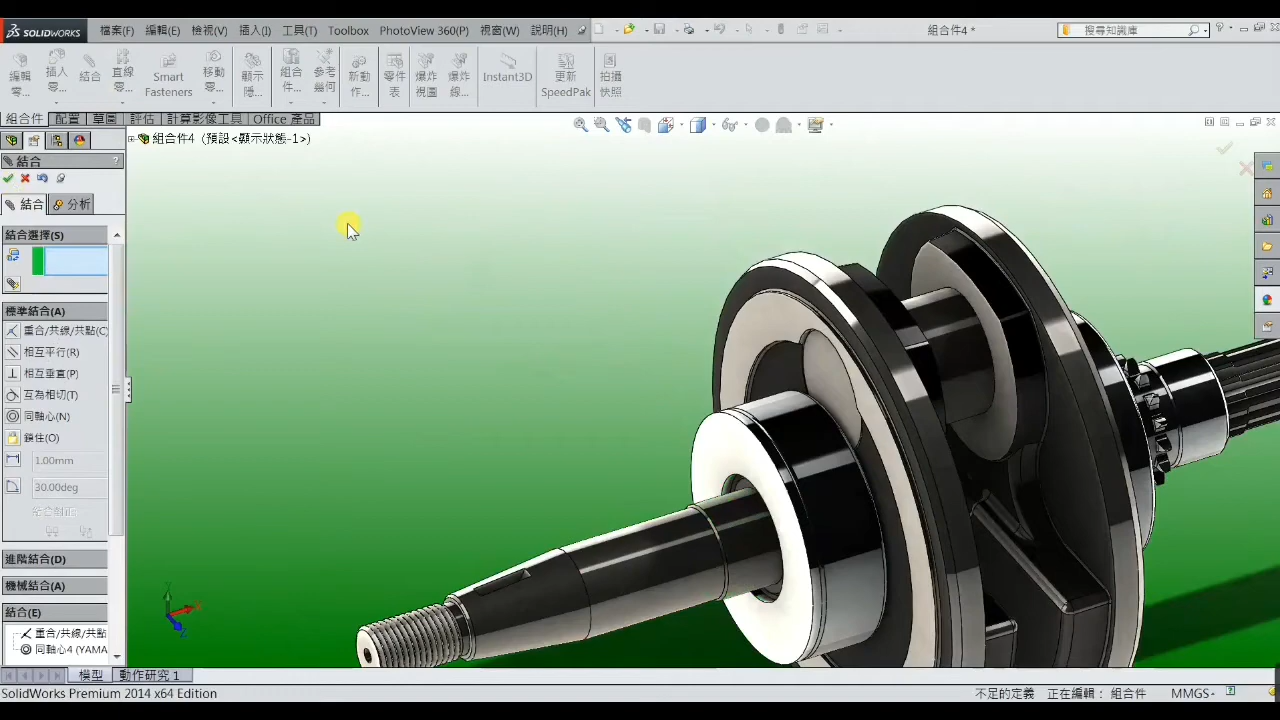 SOLIDWORKS 檔案(F) 編輯(E) 檢視(V) 插入(I) 工具(T) Toolbox PhotoView 360(P) 視窗(W) 說明(H) 組合件4 * 搜尋知識庫
編輯 零... 插入 零... 結合 直線 零... Smart Fasteners 移動 零... 顯示 隱... 組合 件... 參考 幾何 新動 作... 零件 表 爆炸 視圖 爆炸 線... Instant3D 更新 SpeedPak 拍攝 快照
組合件 配置 草圖 評估 計算影像工具 Office 產品
組合件4 (預設<顯示狀態-1>)
結合 ?
結合 分析
結合選擇(S)
標準結合(A)
重合/共線/共點(C)
相互平行(R)
相互垂直(P)
互為相切(T)
同軸心(N)
鎖住(O)
1.00mm
30.00deg
結合對正:
進階結合(D)
機械結合(A)
結合(E)
重合/共線/共點
同軸心4 (YAMA
模型 動作研究 1
SolidWorks Premium 2014 x64 Edition 不足的定義 正在編輯： 組合件 MMGS